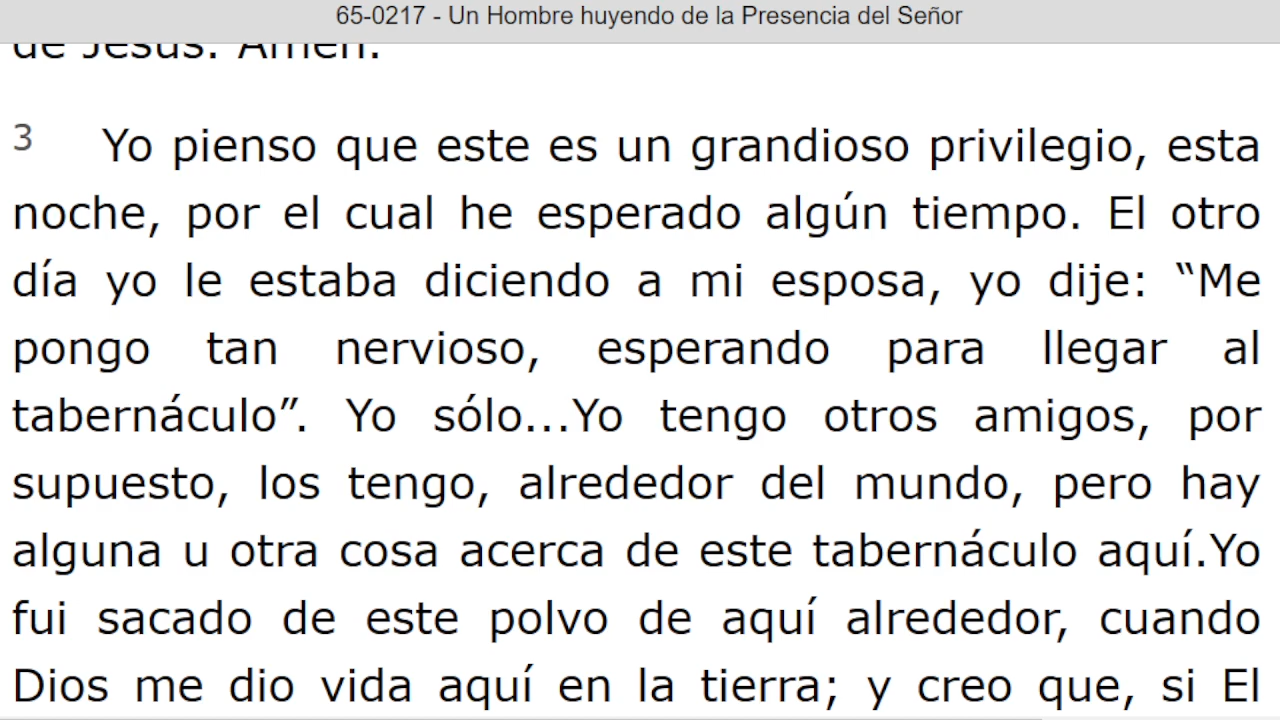 65-0217 - Un Hombre huyendo de la Presencia del Señor
de Jesús. Amén.
3 Yo pienso que este es un grandioso privilegio, esta
noche, por el cual he esperado algún tiempo. El otro
día yo le estaba diciendo a mi esposa, yo dije: “Me
pongo tan nervioso, esperando para llegar al
tabernáculo”. Yo sólo...Yo tengo otros amigos, por
supuesto, los tengo, alrededor del mundo, pero hay
alguna u otra cosa acerca de este tabernáculo aquí.Yo
fui sacado de este polvo de aquí alrededor, cuando
Dios me dio vida aquí en la tierra; y creo que, si El